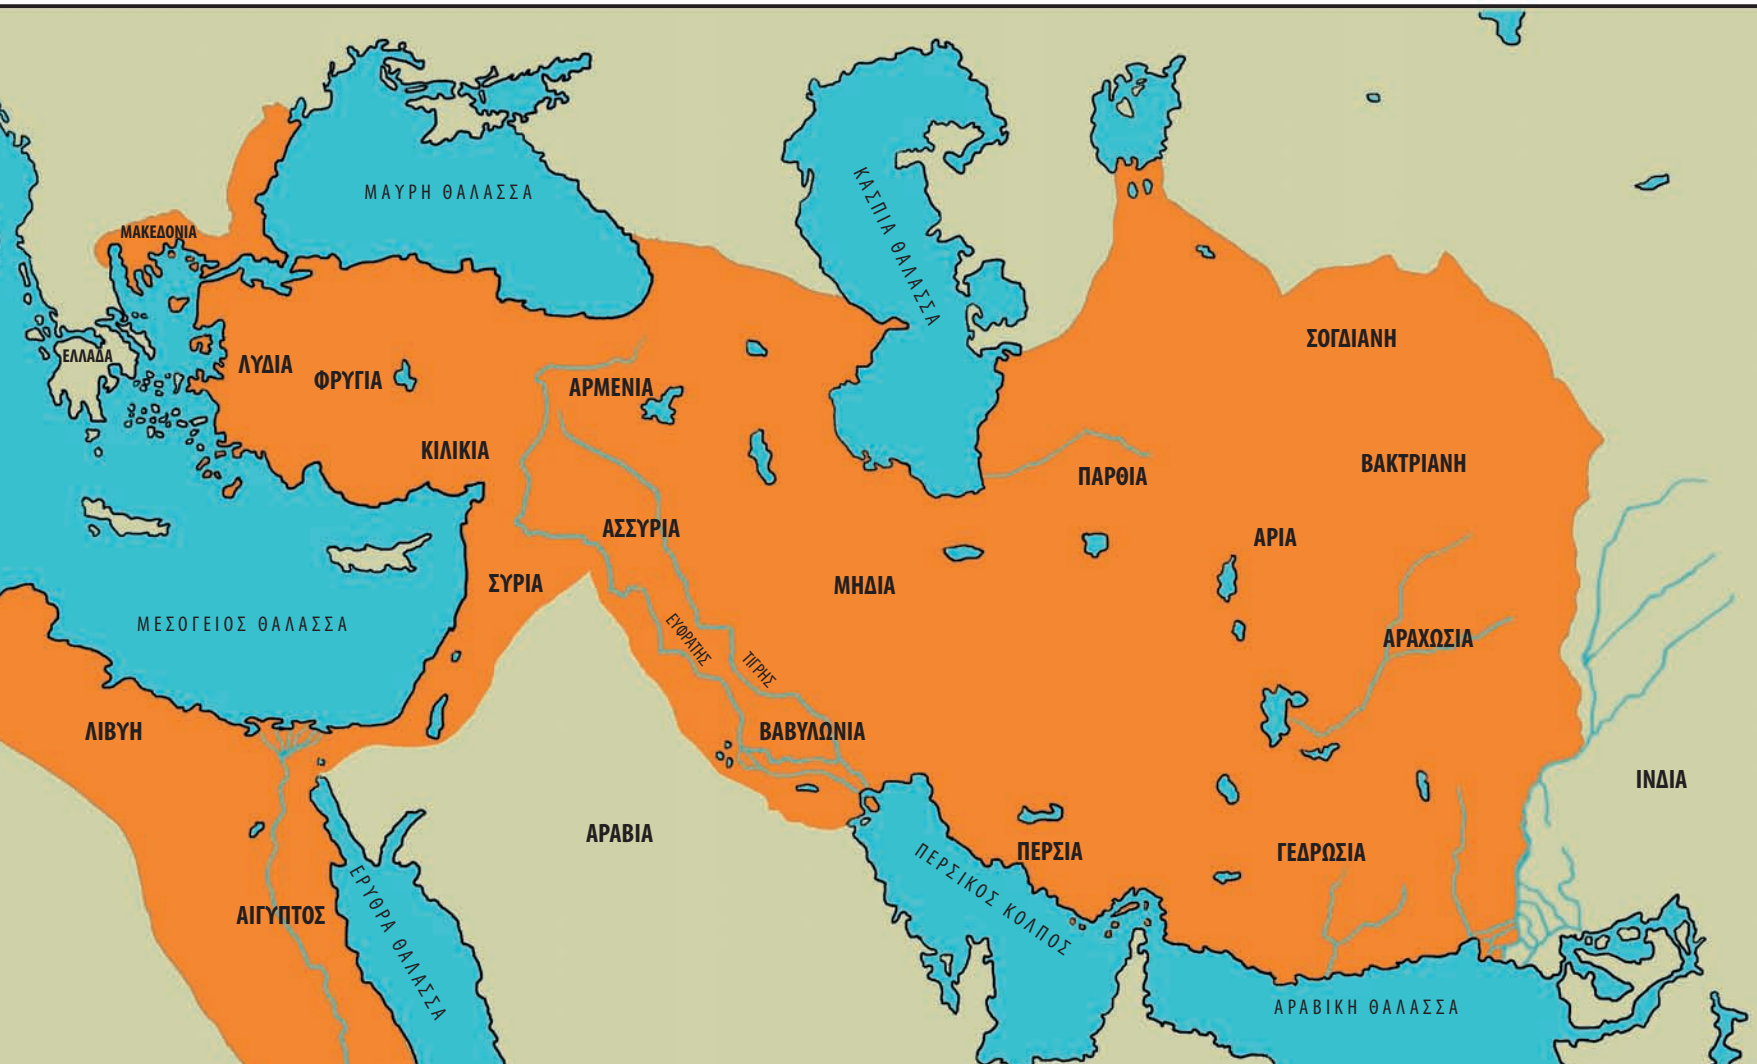 ΜΑΥΡΗ ΘΑΛΑΣΣΑ
ΚΑΣΠΙΑ ΘΑΛΑΣΣΑ
ΜΑΚΕΔΟΝΙΑ
ΣΟΓΔΙΑΝΗ
ΕΛΛΑΔΑ
ΛΥΔΙΑ
ΦΡΥΓΙΑ
ΑΡΜΕΝΙΑ
ΚΙΛΙΚΙΑ
ΠΑΡΘΙΑ
ΒΑΚΤΡΙΑΝΗ
ΑΣΣΥΡΙΑ
ΑΡΙΑ
ΣΥΡΙΑ
ΜΗΔΙΑ
ΜΕΣΟΓΕΙΟΣ ΘΑΛΑΣΣΑ
ΕΥΦΡΑΤΗΣ
ΤΙΓΡΗΣ
ΑΡΑΧΩΣΙΑ
ΛΙΒΥΗ
ΒΑΒΥΛΩΝΙΑ
ΙΝΔΙΑ
ΑΡΑΒΙΑ
ΠΕΡΣΙΑ
ΓΕΔΡΩΣΙΑ
ΠΕΡΣΙΚΟΣ ΚΟΛΠΟΣ
ΑΙΓΥΠΤΟΣ
ΕΡΥΘΡΑ ΘΑΛΑΣΣΑ
ΑΡΑΒΙΚΗ ΘΑΛΑΣΣΑ